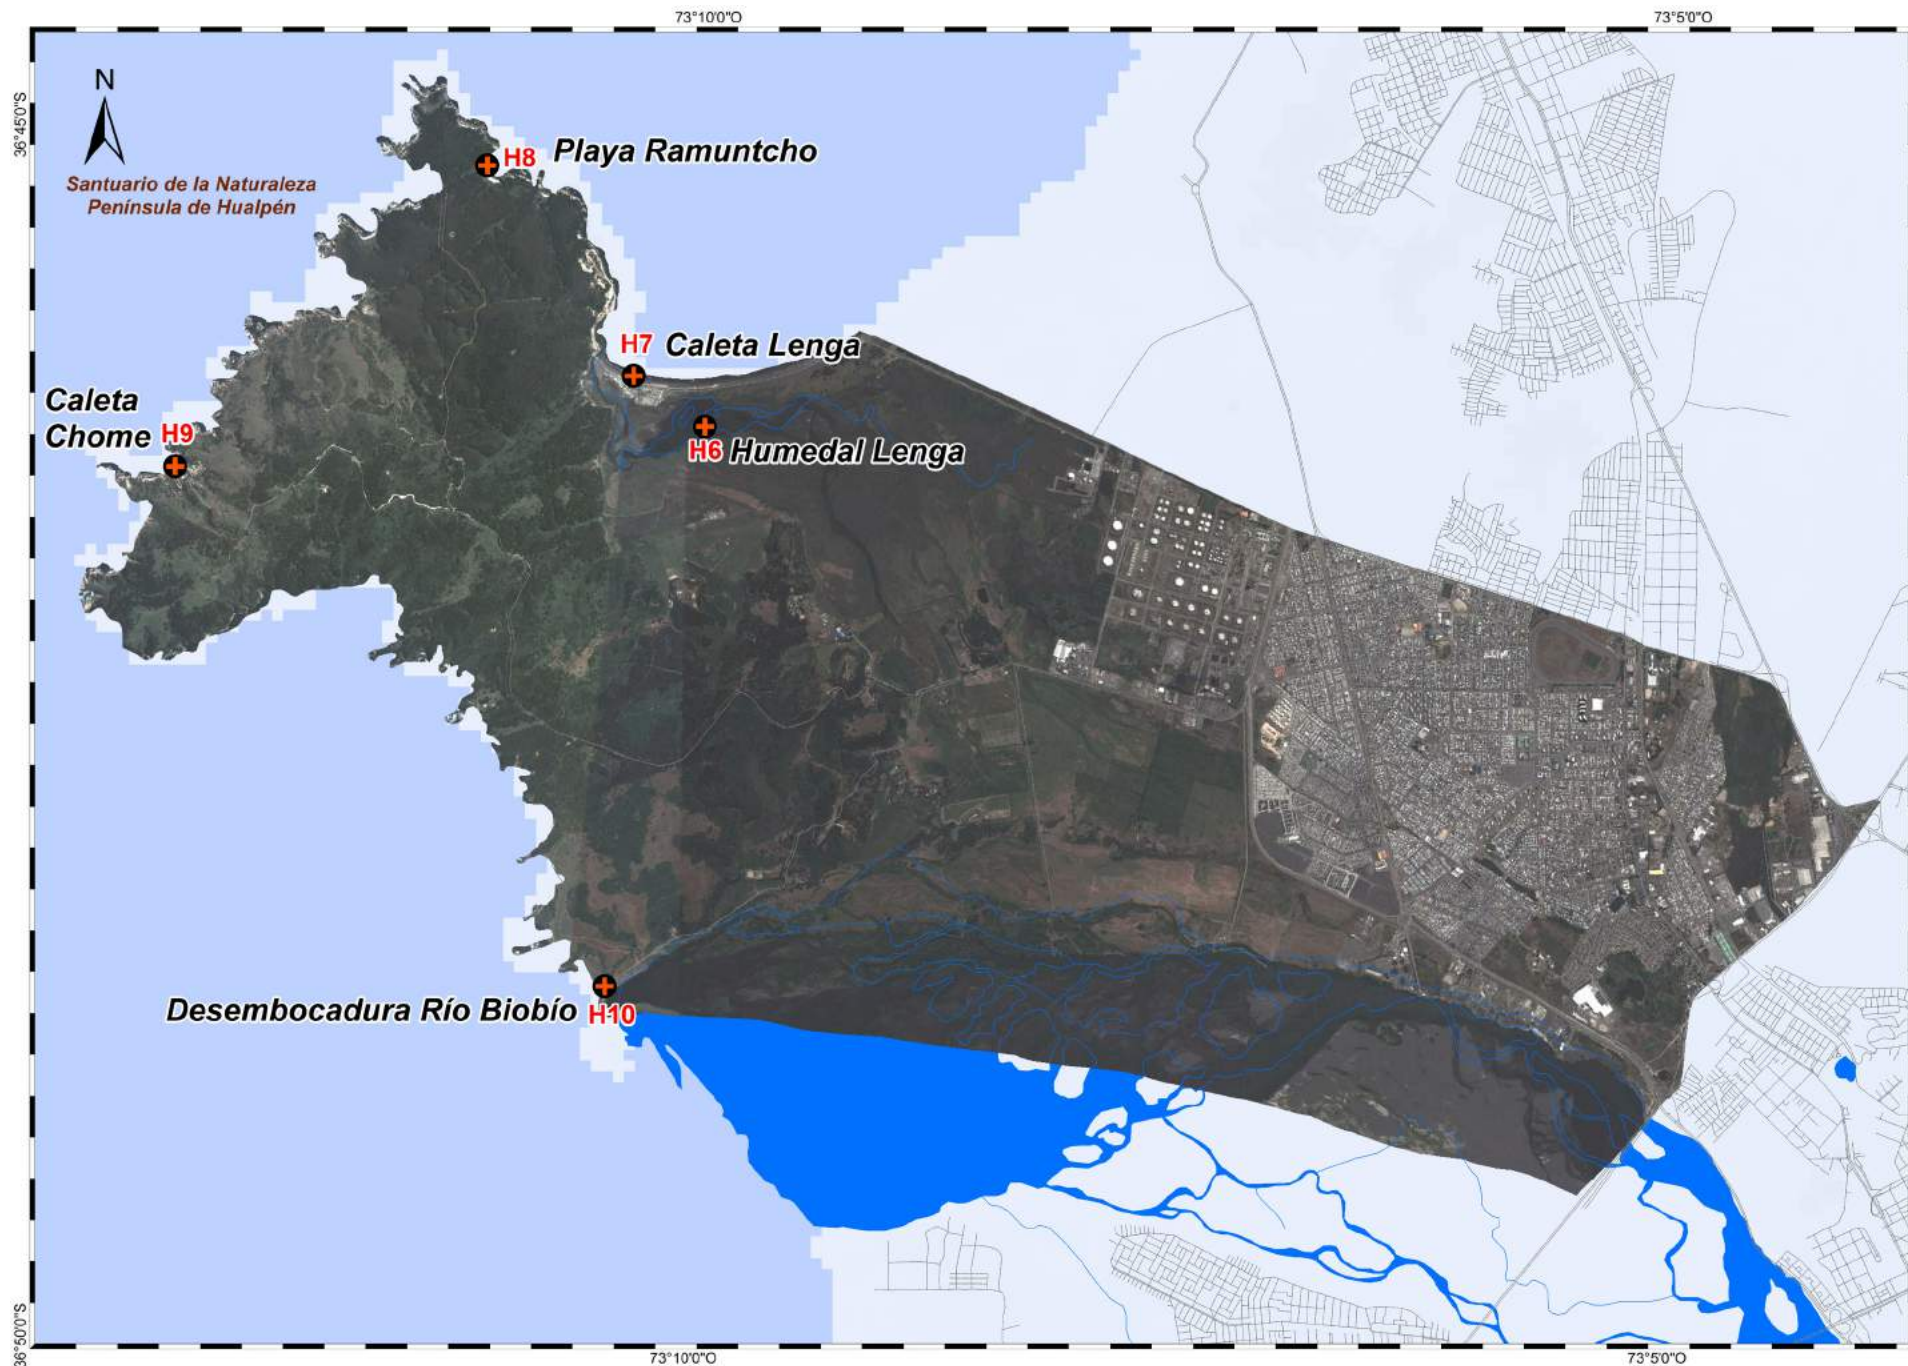 73°10'0"O
73°5'0"O
36°45'0"S
N
Santuario de la Naturaleza
Península de Hualpén
H8 Playa Ramuntcho
H7 Caleta Lenga
Caleta
Chome H9
H6 Humedal Lenga
Desembocadura Río Biobío H10
36°50'0"S
73°10'0"O
73°5'0"O